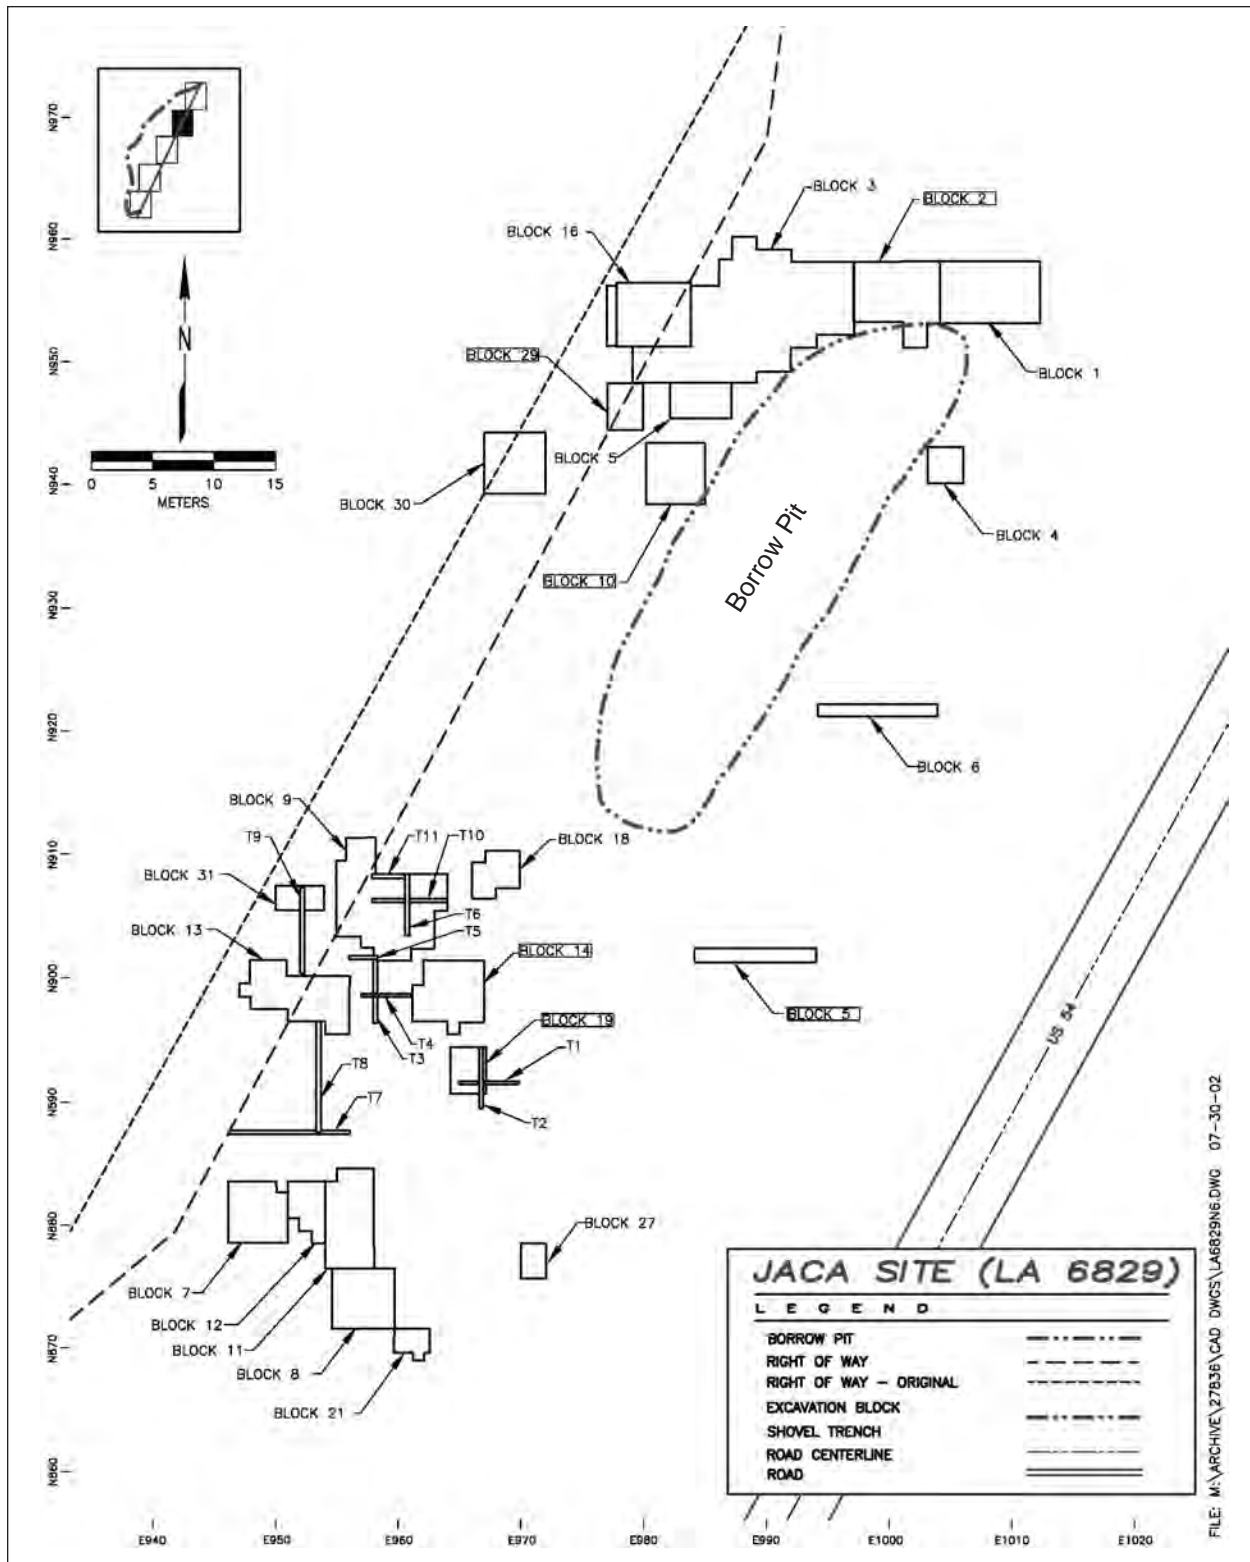 N970
BLOCK 3
BLOCK 2
BLOCK 16
N960
N
BLOCK 29
N950
BLOCK 1
BLOCK 5
0 5 10 15
METERS
BLOCK 30
N940
BLOCK 4
BLOCK 10
Borrow Pit
N930
N920
BLOCK 6
BLOCK 9
T9
T11
T10
N910
BLOCK 18
BLOCK 31
T6
BLOCK 13
T5
BLOCK 14
N900
BLOCK 5
BLOCK 19
T4
T3
T1
US 54
T8
N590
T7
T2
N880
BLOCK 27
BLOCK 7
BLOCK 12
BLOCK 11
N870
BLOCK 8
BLOCK 21
JACA SITE (LA 6829)
LEGEND
BORROW PIT
RIGHT OF WAY
RIGHT OF WAY - ORIGINAL
EXCAVATION BLOCK
SHOVEL TRENCH
ROAD CENTERLINE
ROAD
N860
E940 E950 E960 E970 E980 E990 E1000 E1010 E1020
FILE: M:\ARCHIVE\27836\CAD DWGS\LA6829N6.DWG 07-30-02